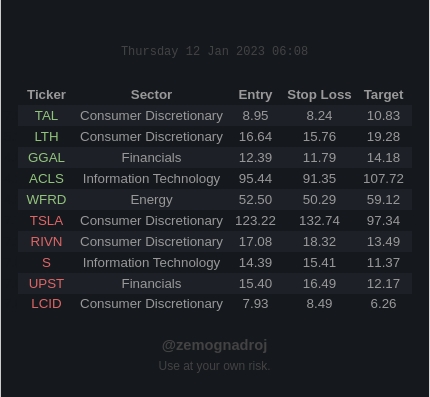 Thursday 12 Jan 2023 06:08
Ticker Sector Entry Stop Loss Target
TAL Consumer Discretionary 8.95 8.24 10.83
LTH Consumer Discretionary 16.64 15.76 19.28
GGAL Financials 12.39 11.79 14.18
ACLS Information Technology 95.44 91.35 107.72
WFRD Energy 52.50 50.29 59.12
TSLA Consumer Discretionary 123.22 132.74 97.34
RIVN Consumer Discretionary 17.08 18.32 13.49
S Information Technology 14.39 15.41 11.37
UPST Financials 15.40 16.49 12.17
LCID Consumer Discretionary 7.93 8.49 6.26
@zemognadroj
Use at your own risk.